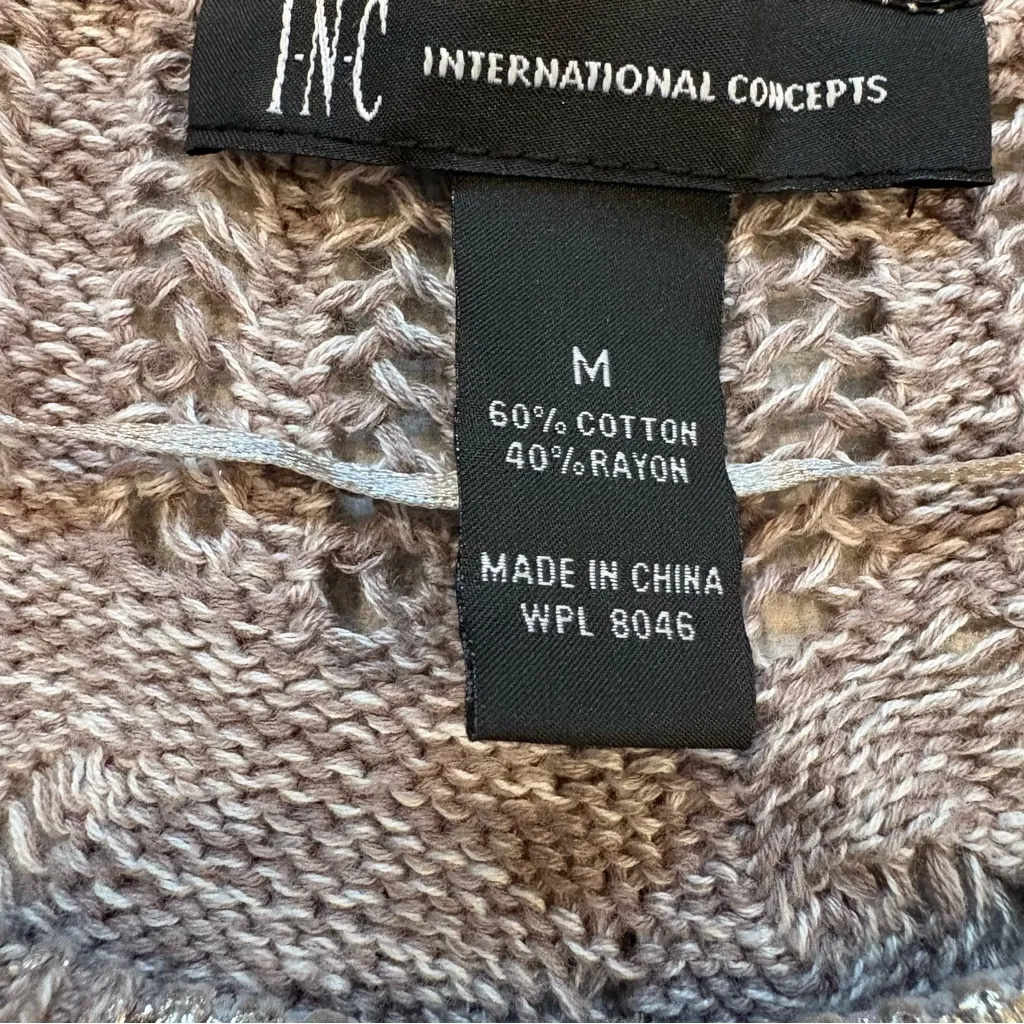 I·N·C INTERNATIONAL CONCEPTS
M
60% COTTON
40% RAYON
MADE IN CHINA
WPL 8046